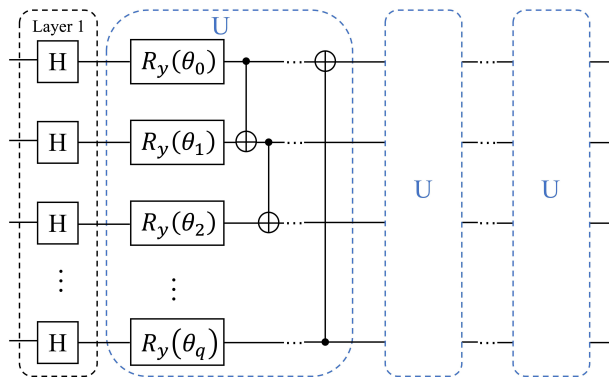 Layer 1 U
H R_y(θ_0) ... ...
H R_y(θ_1) ... ...
U ... U
H R_y(θ_2) ... ...
⋮ ⋮
H R_y(θ_q) ... ... ...